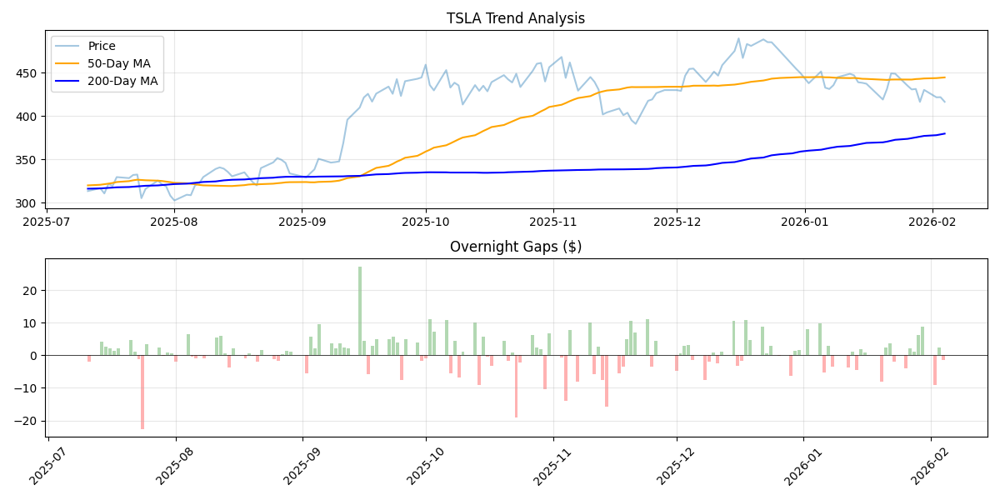 TSLA Trend Analysis
Price
50-Day MA
200-Day MA
450
400
350
300
2025-07 2025-08 2025-09 2025-10 2025-11 2025-12 2026-01 2026-02
Overnight Gaps ($)
20
10
0
−10
−20
2025-07 2025-08 2025-09 2025-10 2025-11 2025-12 2026-01 2026-02